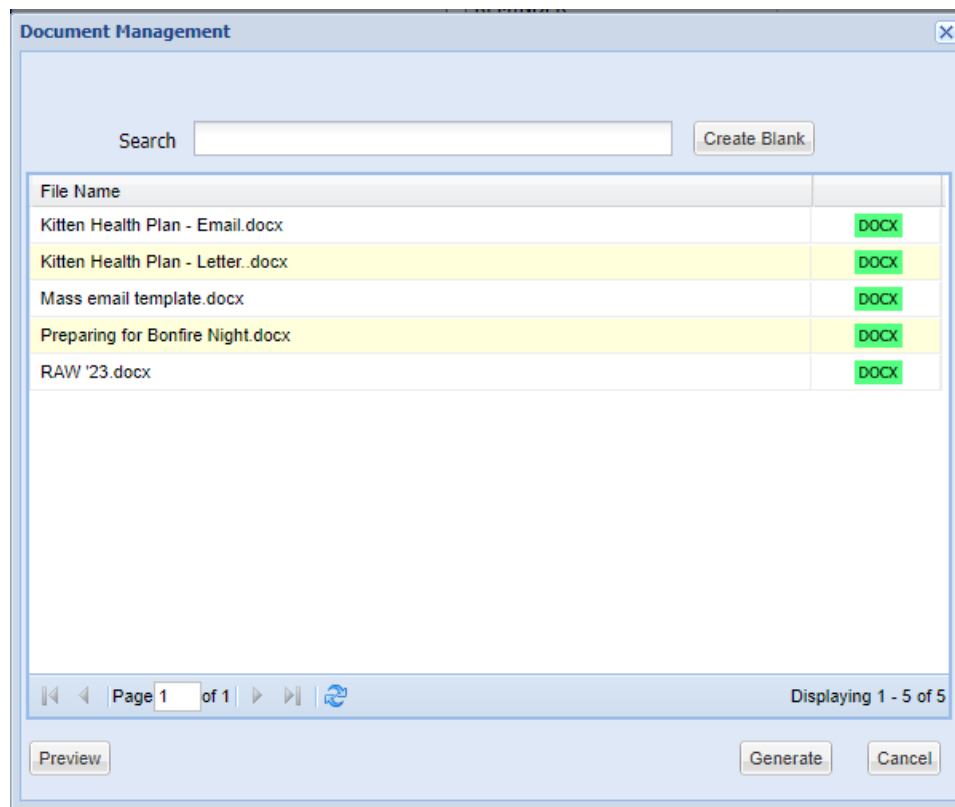 REMINDER
Document Management
Search
Create Blank
File Name
Kitten Health Plan - Email.docx DOCX
Kitten Health Plan - Letter..docx DOCX
Mass email template.docx DOCX
Preparing for Bonfire Night.docx DOCX
RAW '23.docx DOCX
Page 1 of 1 Displaying 1 - 5 of 5
Preview Generate Cancel